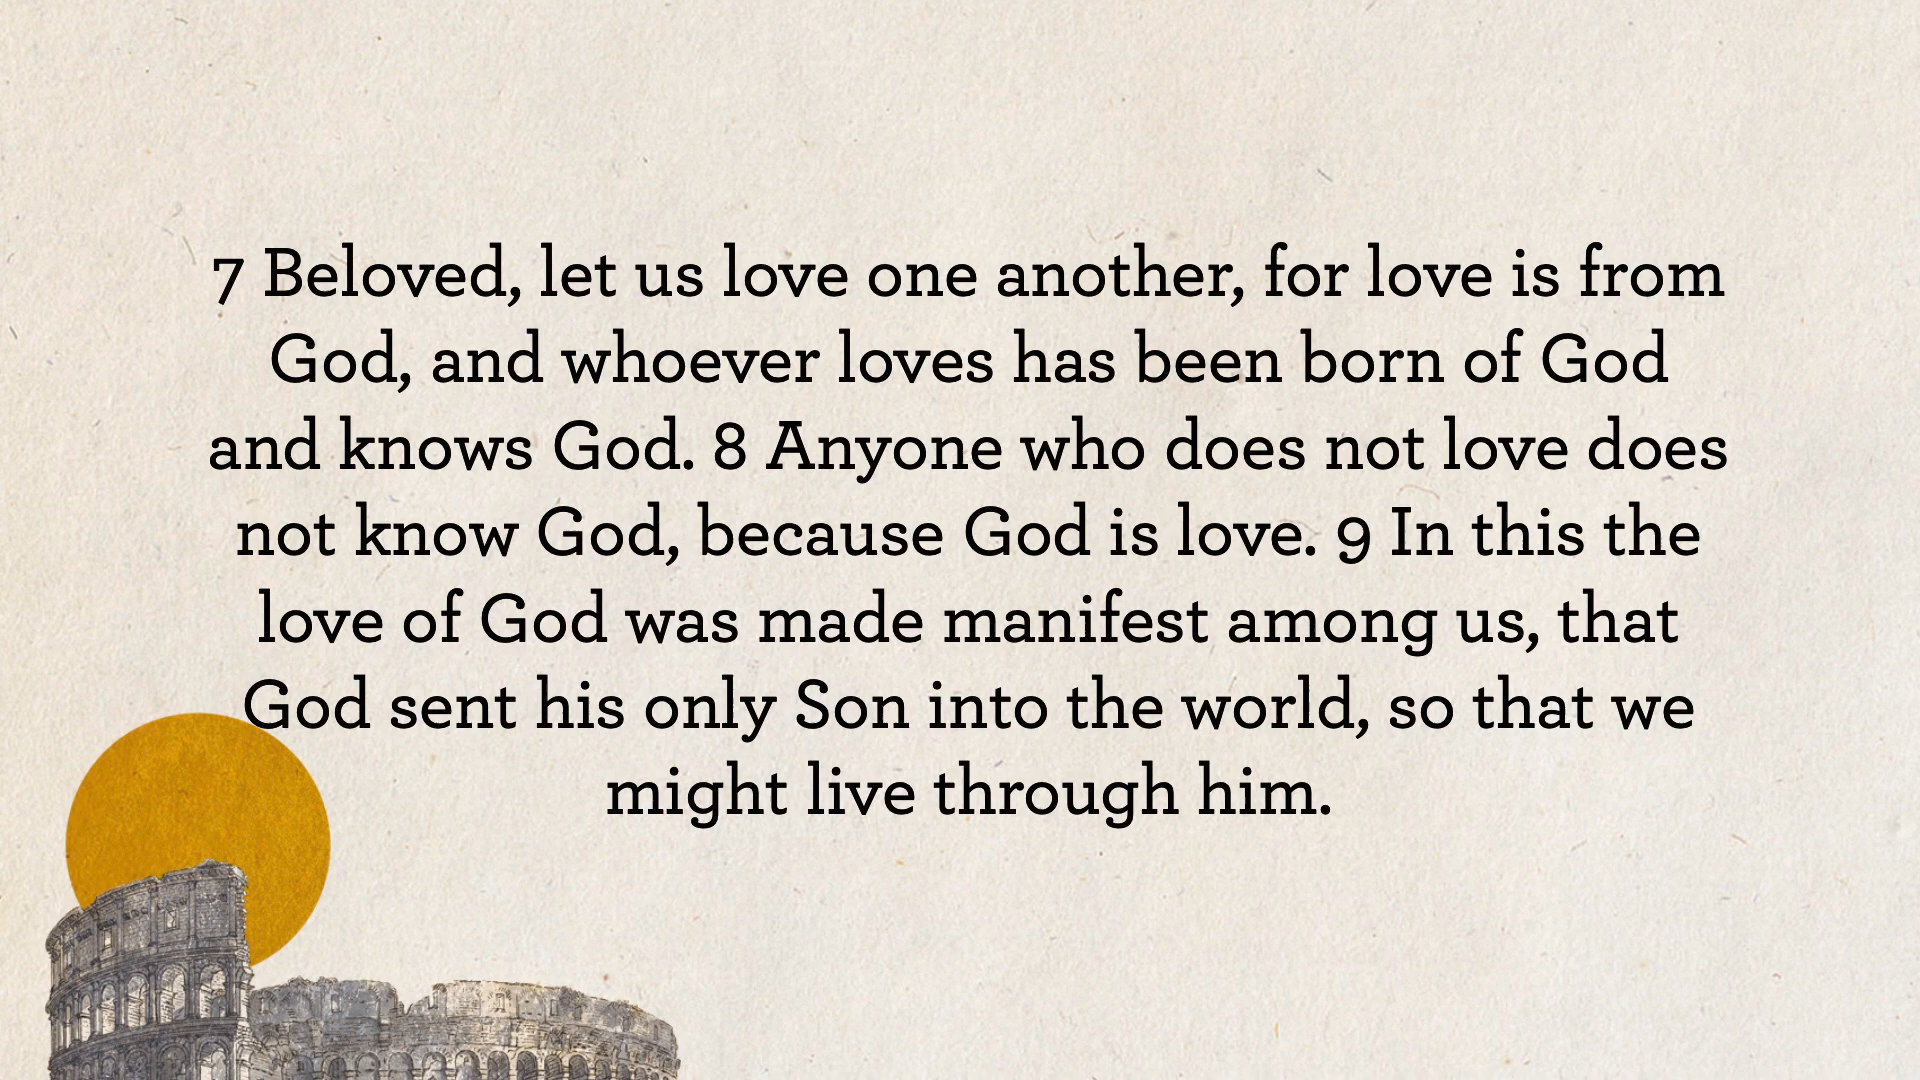 7 Beloved, let us love one another, for love is from
God, and whoever loves has been born of God
and knows God. 8 Anyone who does not love does
not know God, because God is love. 9 In this the
love of God was made manifest among us, that
God sent his only Son into the world, so that we
might live through him.